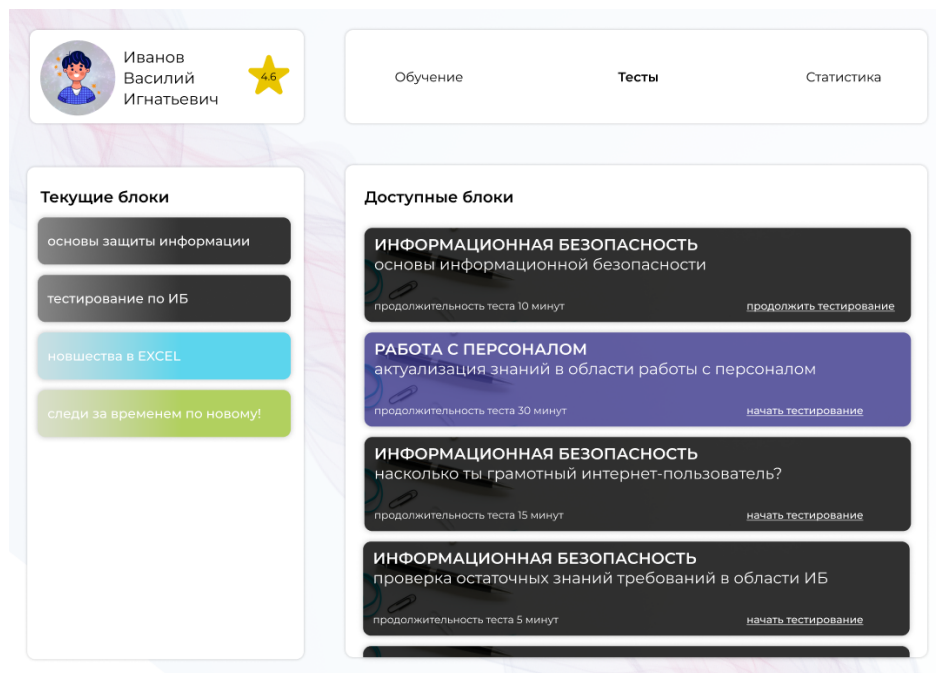 Иванов
Василий
Игнатьевич
4.6
Обучение
Тесты
Статистика
Текущие блоки
основы защиты информации
тестирование по ИБ
новшества в EXCEL
следи за временем по новому!
Доступные блоки
ИНФОРМАЦИОННАЯ БЕЗОПАСНОСТЬ
основы информационной безопасности
продолжительность теста 10 минут
продолжить тестирование
РАБОТА С ПЕРСОНАЛОМ
актуализация знаний в области работы с персоналом
продолжительность теста 30 минут
начать тестирование
ИНФОРМАЦИОННАЯ БЕЗОПАСНОСТЬ
насколько ты грамотный интернет-пользователь?
продолжительность теста 15 минут
начать тестирование
ИНФОРМАЦИОННАЯ БЕЗОПАСНОСТЬ
проверка остаточных знаний требований в области ИБ
продолжительность теста 5 минут
начать тестирование